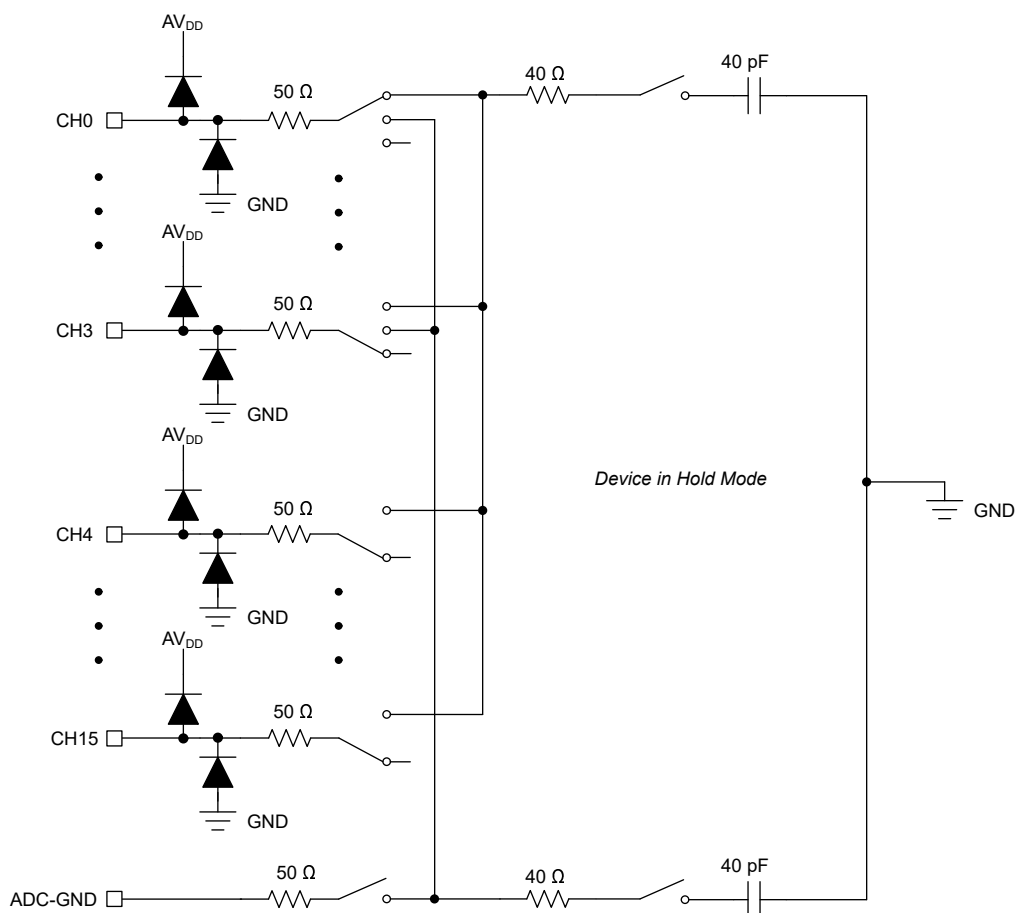 AVDD
50 Ω
CH0
GND
40 Ω
40 pF
AVDD
50 Ω
CH3
GND
AVDD
50 Ω
CH4
GND
Device in Hold Mode
GND
AVDD
50 Ω
CH15
GND
ADC-GND
50 Ω
40 Ω
40 pF